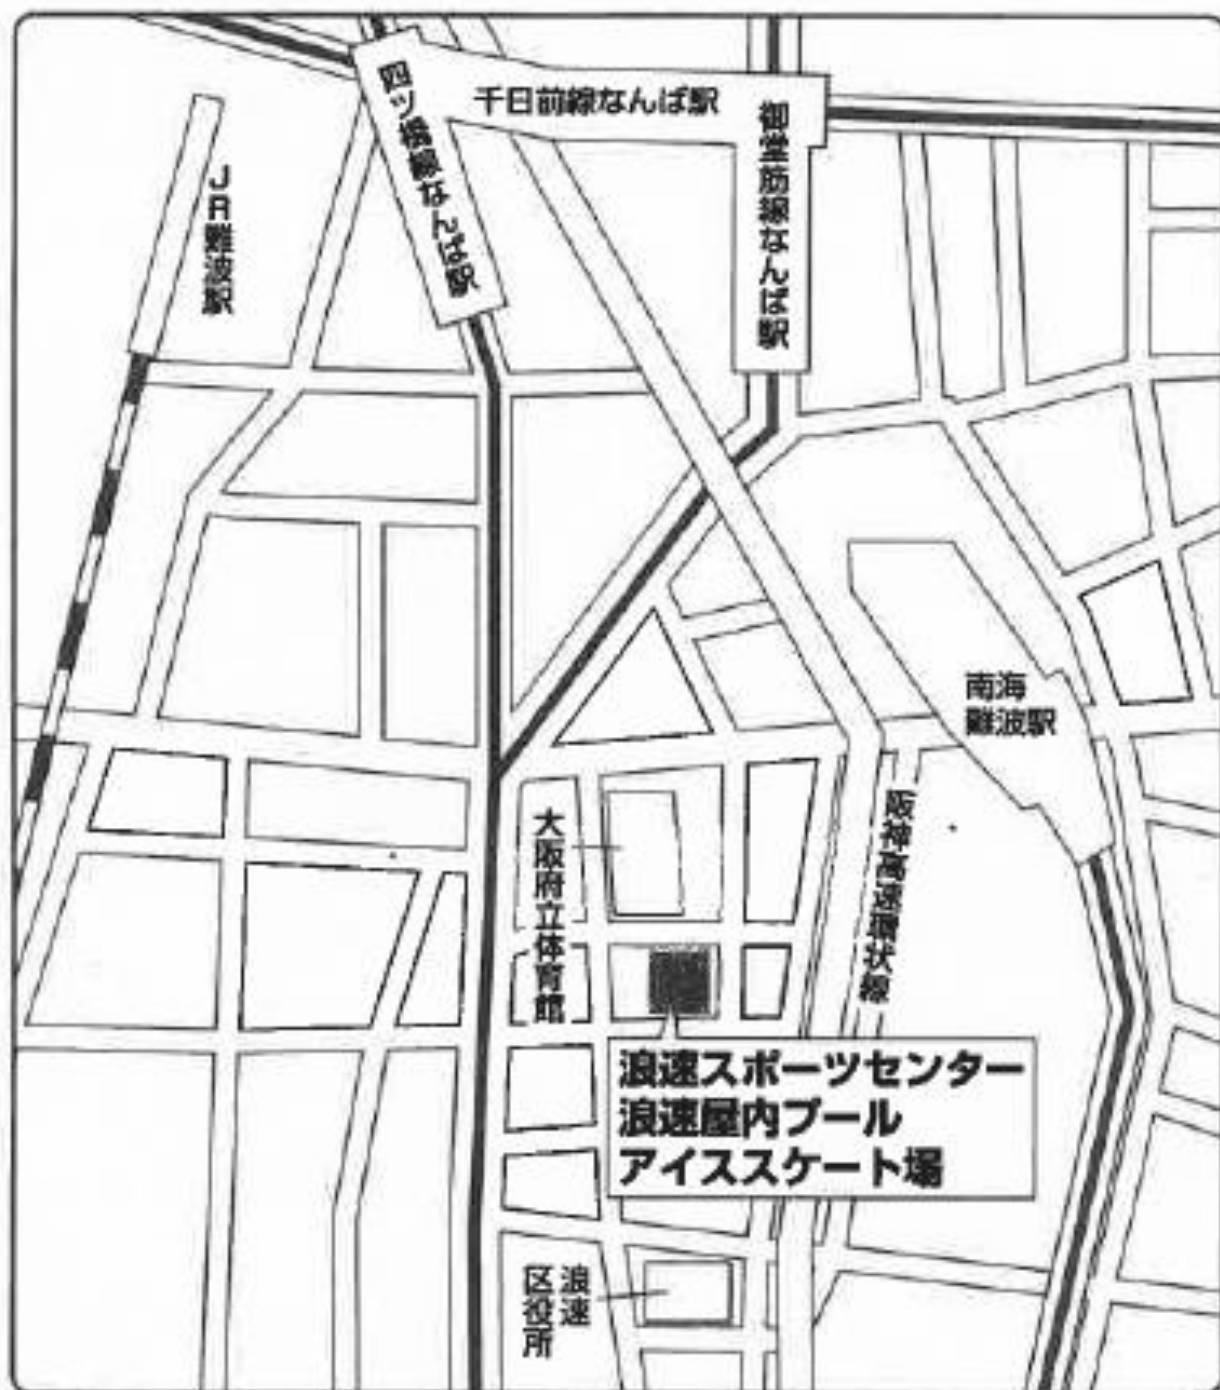 四ツ橋線なんば駅
千日前線なんば駅
御堂筋線なんば駅
JR難波駅
南海
難波駅
大阪府立体育館
阪神高速環状線
浪速スポーツセンター
浪速屋内プール
アイススケート場
浪速
区役所